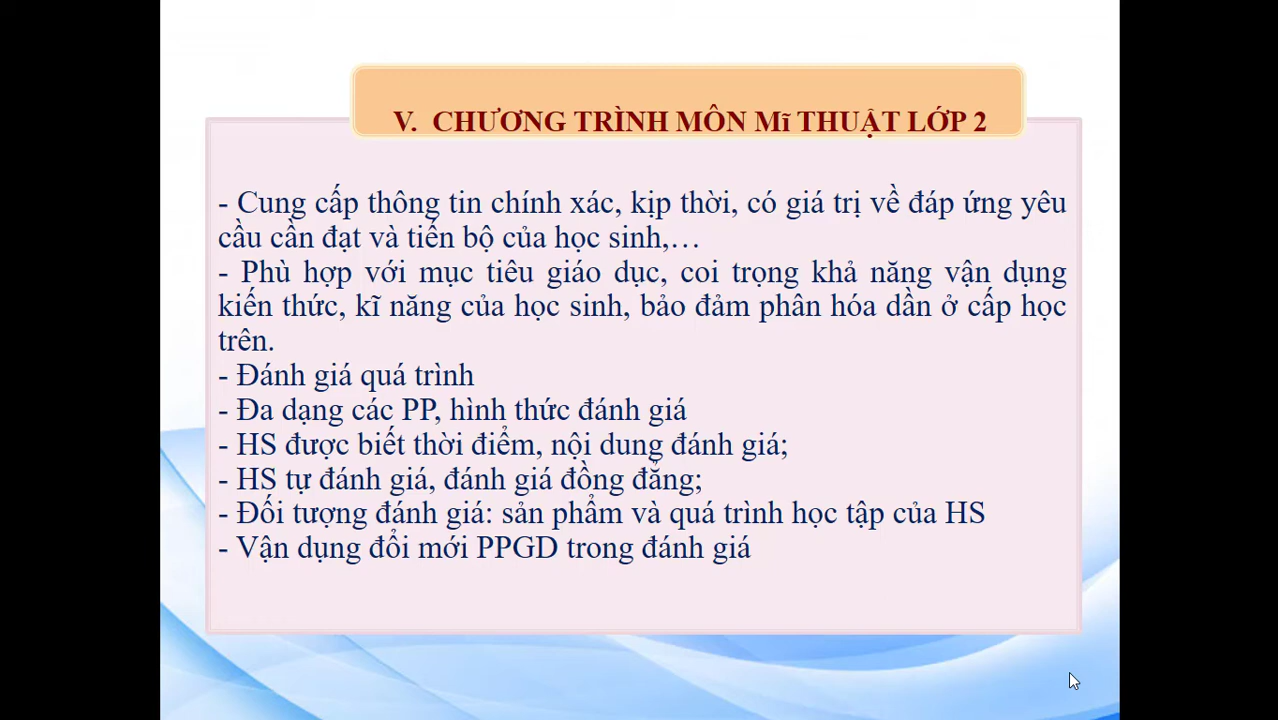 V. CHƯƠNG TRÌNH MÔN Mĩ THUẬT LỚP 2
- Cung cấp thông tin chính xác, kịp thời, có giá trị về đáp ứng yêu
cầu cần đạt và tiến bộ của học sinh,…
- Phù hợp với mục tiêu giáo dục, coi trọng khả năng vận dụng
kiến thức, kĩ năng của học sinh, bảo đảm phân hóa dần ở cấp học
trên.
- Đánh giá quá trình
- Đa dạng các PP, hình thức đánh giá
- HS được biết thời điểm, nội dung đánh giá;
- HS tự đánh giá, đánh giá đồng đẳng;
- Đối tượng đánh giá: sản phẩm và quá trình học tập của HS
- Vận dụng đổi mới PPGD trong đánh giá